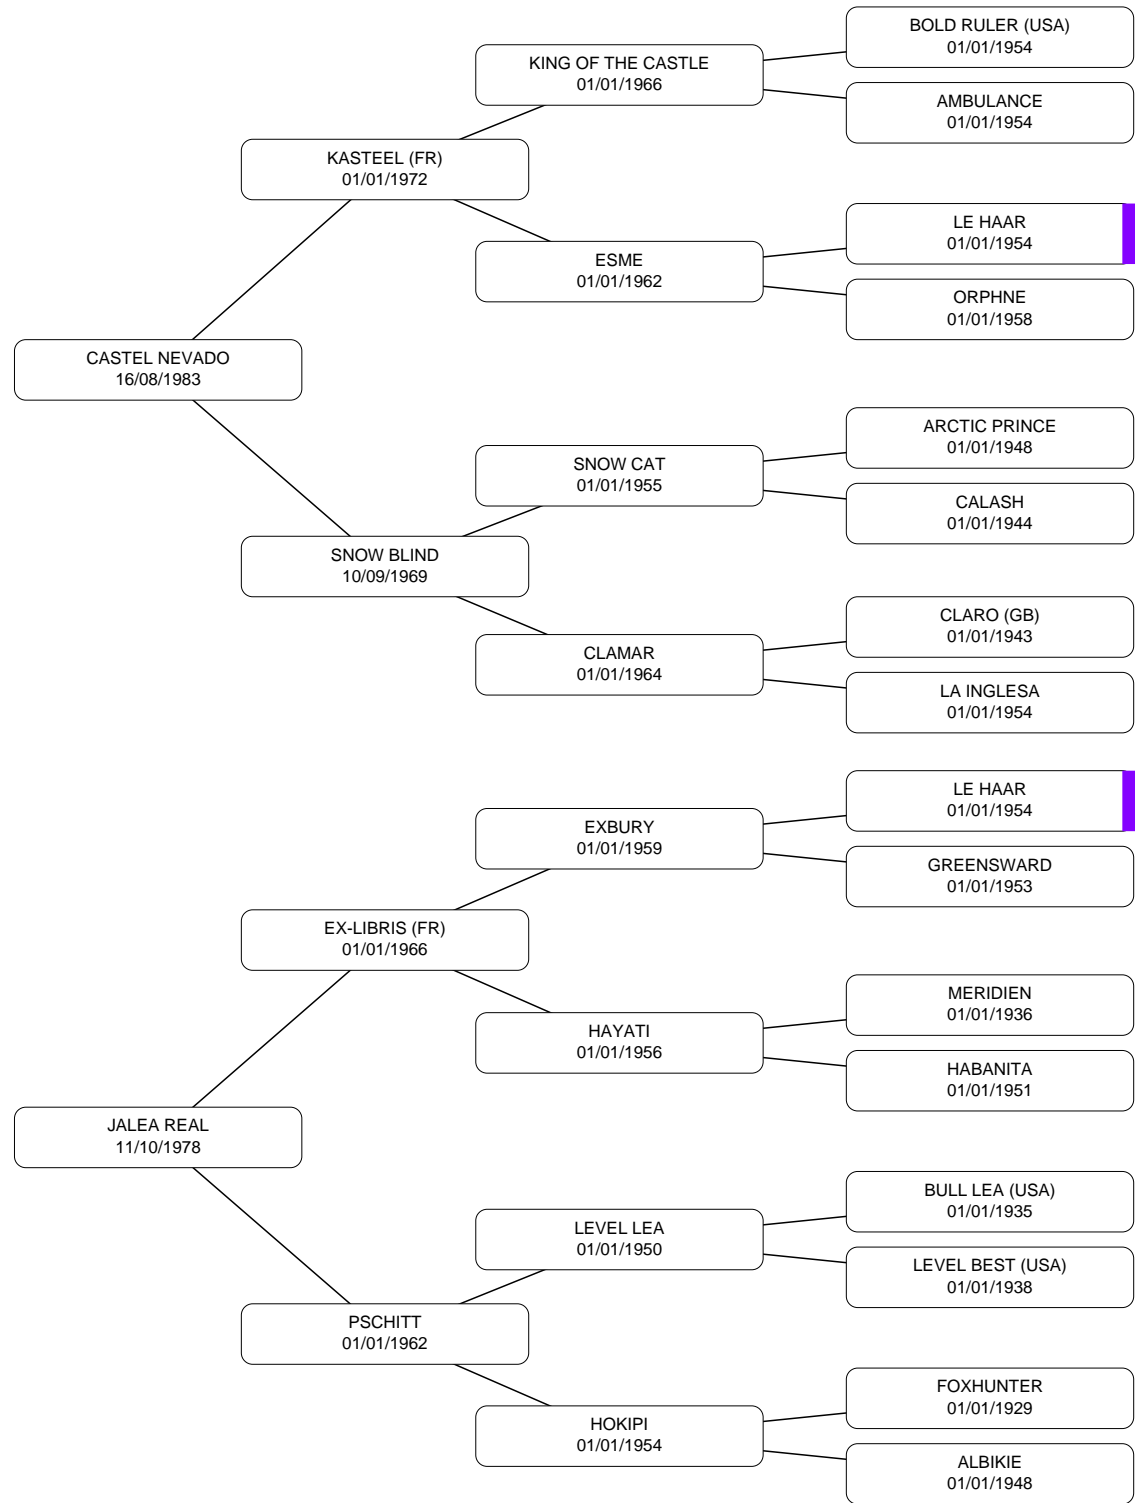 BOLD RULER (USA)
01/01/1954
KING OF THE CASTLE
01/01/1966
AMBULANCE
01/01/1954
KASTEEL (FR)
01/01/1972
LE HAAR
01/01/1954
ESME
01/01/1962
ORPHNE
01/01/1958
CASTEL NEVADO
16/08/1983
ARCTIC PRINCE
01/01/1948
SNOW CAT
01/01/1955
CALASH
01/01/1944
SNOW BLIND
10/09/1969
CLARO (GB)
01/01/1943
CLAMAR
01/01/1964
LA INGLESA
01/01/1954
LE HAAR
01/01/1954
EXBURY
01/01/1959
GREENSWARD
01/01/1953
EX-LIBRIS (FR)
01/01/1966
MERIDIEN
01/01/1936
HAYATI
01/01/1956
HABANITA
01/01/1951
JALEA REAL
11/10/1978
BULL LEA (USA)
01/01/1935
LEVEL LEA
01/01/1950
LEVEL BEST (USA)
01/01/1938
PSCHITT
01/01/1962
FOXHUNTER
01/01/1929
HOKIPI
01/01/1954
ALBIKIE
01/01/1948